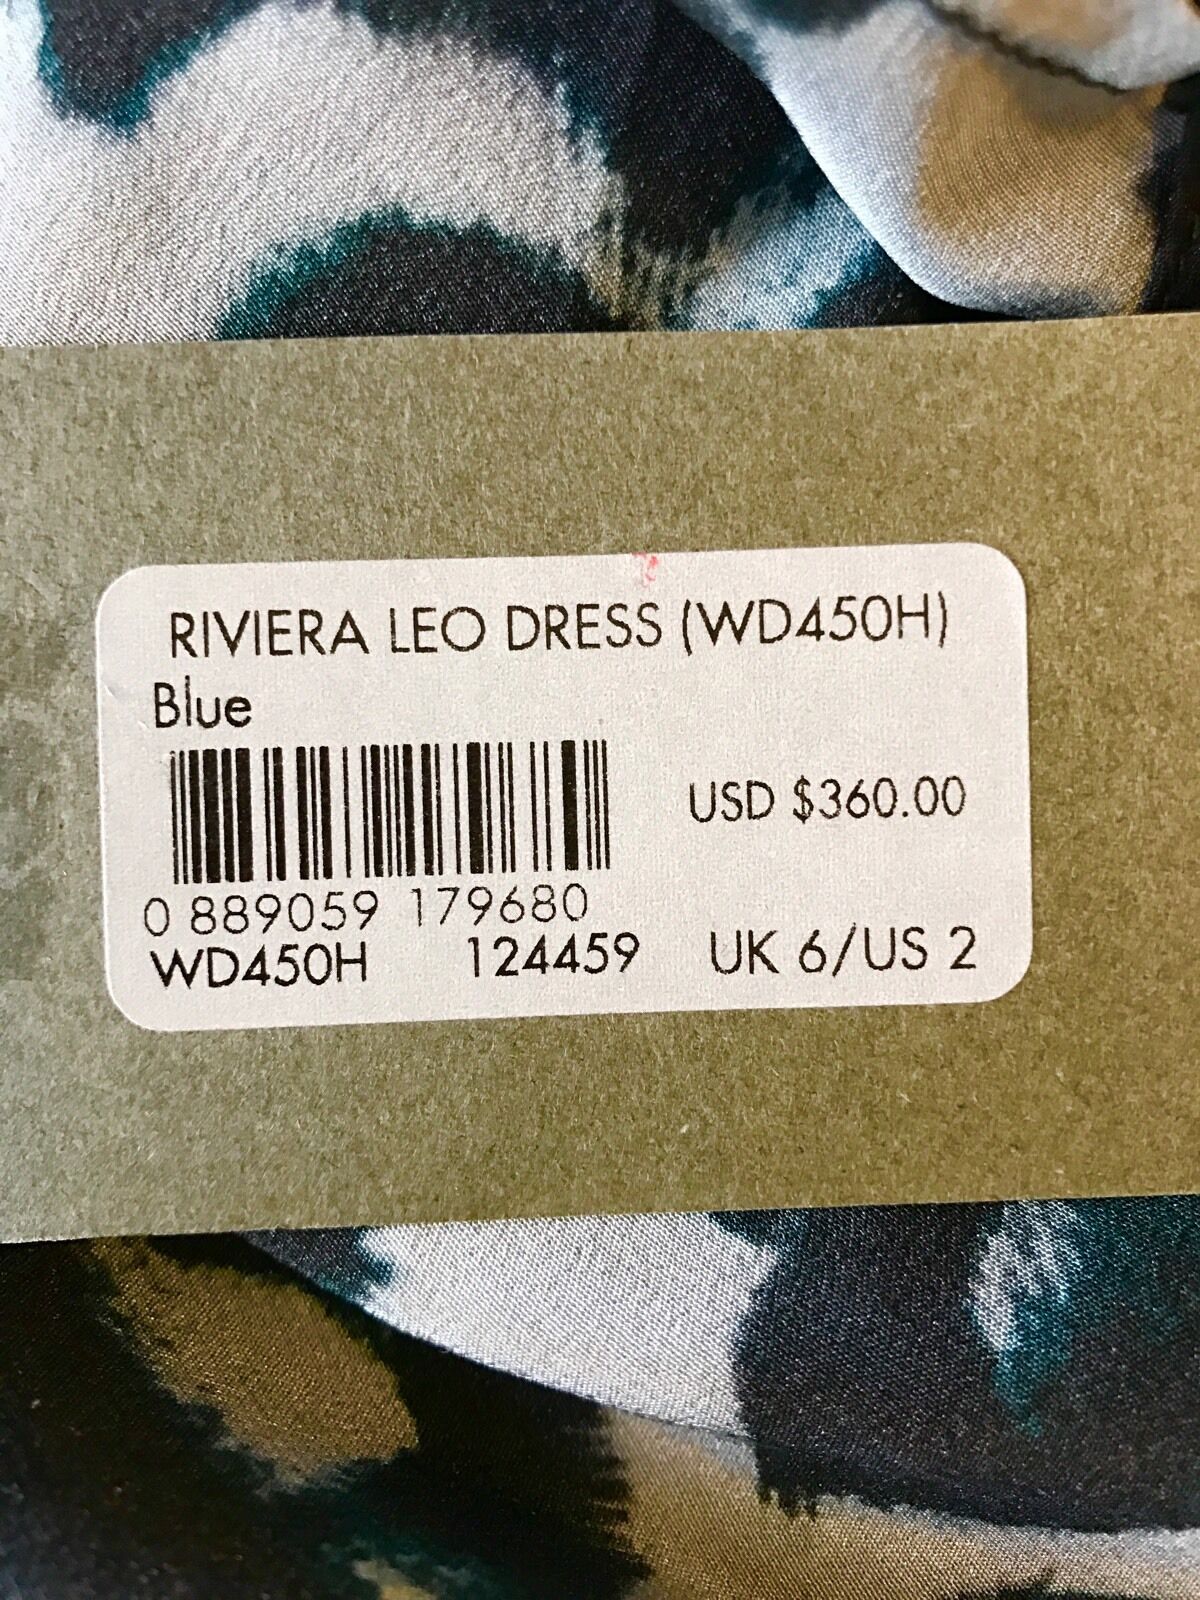 RIVIERA LEO DRESS (WD450H)
Blue
USD $360.00
0 889059 179680
WD450H 124459 UK 6/US 2